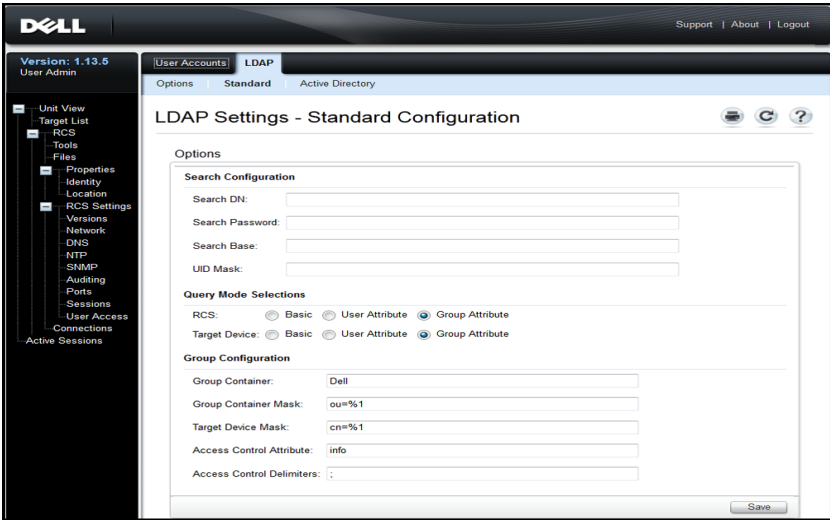 DELL
Support | About | Logout
Version: 1.13.5
User Admin
User Accounts LDAP
Options Standard Active Directory
Unit View
Target List
RCS
Tools
Files
Properties
Identity
Location
RCS Settings
Versions
Network
DNS
NTP
SNMP
Auditing
Ports
Sessions
User Access
Connections
Active Sessions
LDAP Settings - Standard Configuration
?
Options
Search Configuration
Search DN:
Search Password:
Search Base:
UID Mask:
Query Mode Selections
RCS: Basic User Attribute Group Attribute
Target Device: Basic User Attribute Group Attribute
Group Configuration
Group Container: Dell
Group Container Mask: ou=%1
Target Device Mask: cn=%1
Access Control Attribute: info
Access Control Delimiters: ;
Save